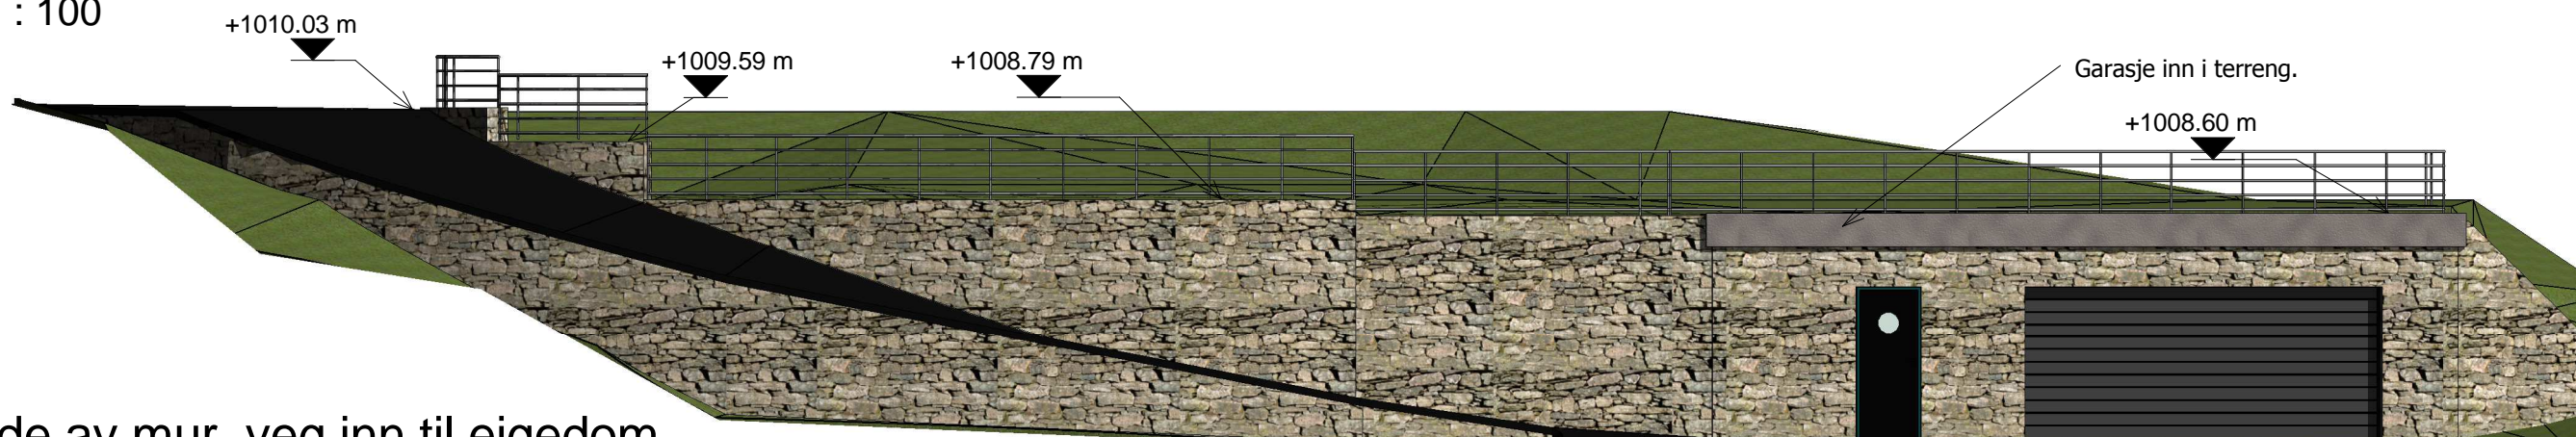 : 100
+1010.03 m
+1009.59 m
+1008.79 m
Garasje inn i terreng.
+1008.60 m
de av mur, veg inn til eigedom